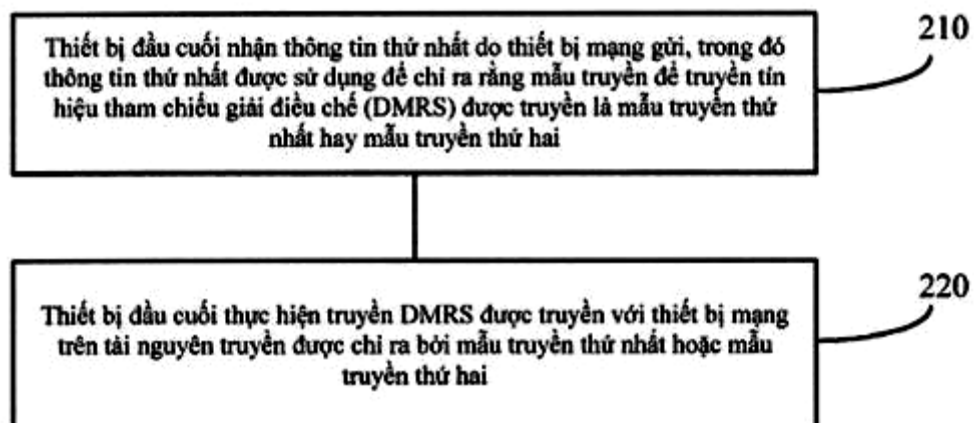 Thiết bị đầu cuối nhận thông tin thứ nhất do thiết bị mạng gửi, trong đó
thông tin thứ nhất được sử dụng để chỉ ra rằng mẫu truyền để truyền tín
hiệu tham chiếu giải điều chế (DMRS) được truyền là mẫu truyền thứ
nhất hay mẫu truyền thứ hai
210
Thiết bị đầu cuối thực hiện truyền DMRS được truyền với thiết bị mạng
trên tài nguyên truyền được chỉ ra bởi mẫu truyền thứ nhất hoặc mẫu
truyền thứ hai
220